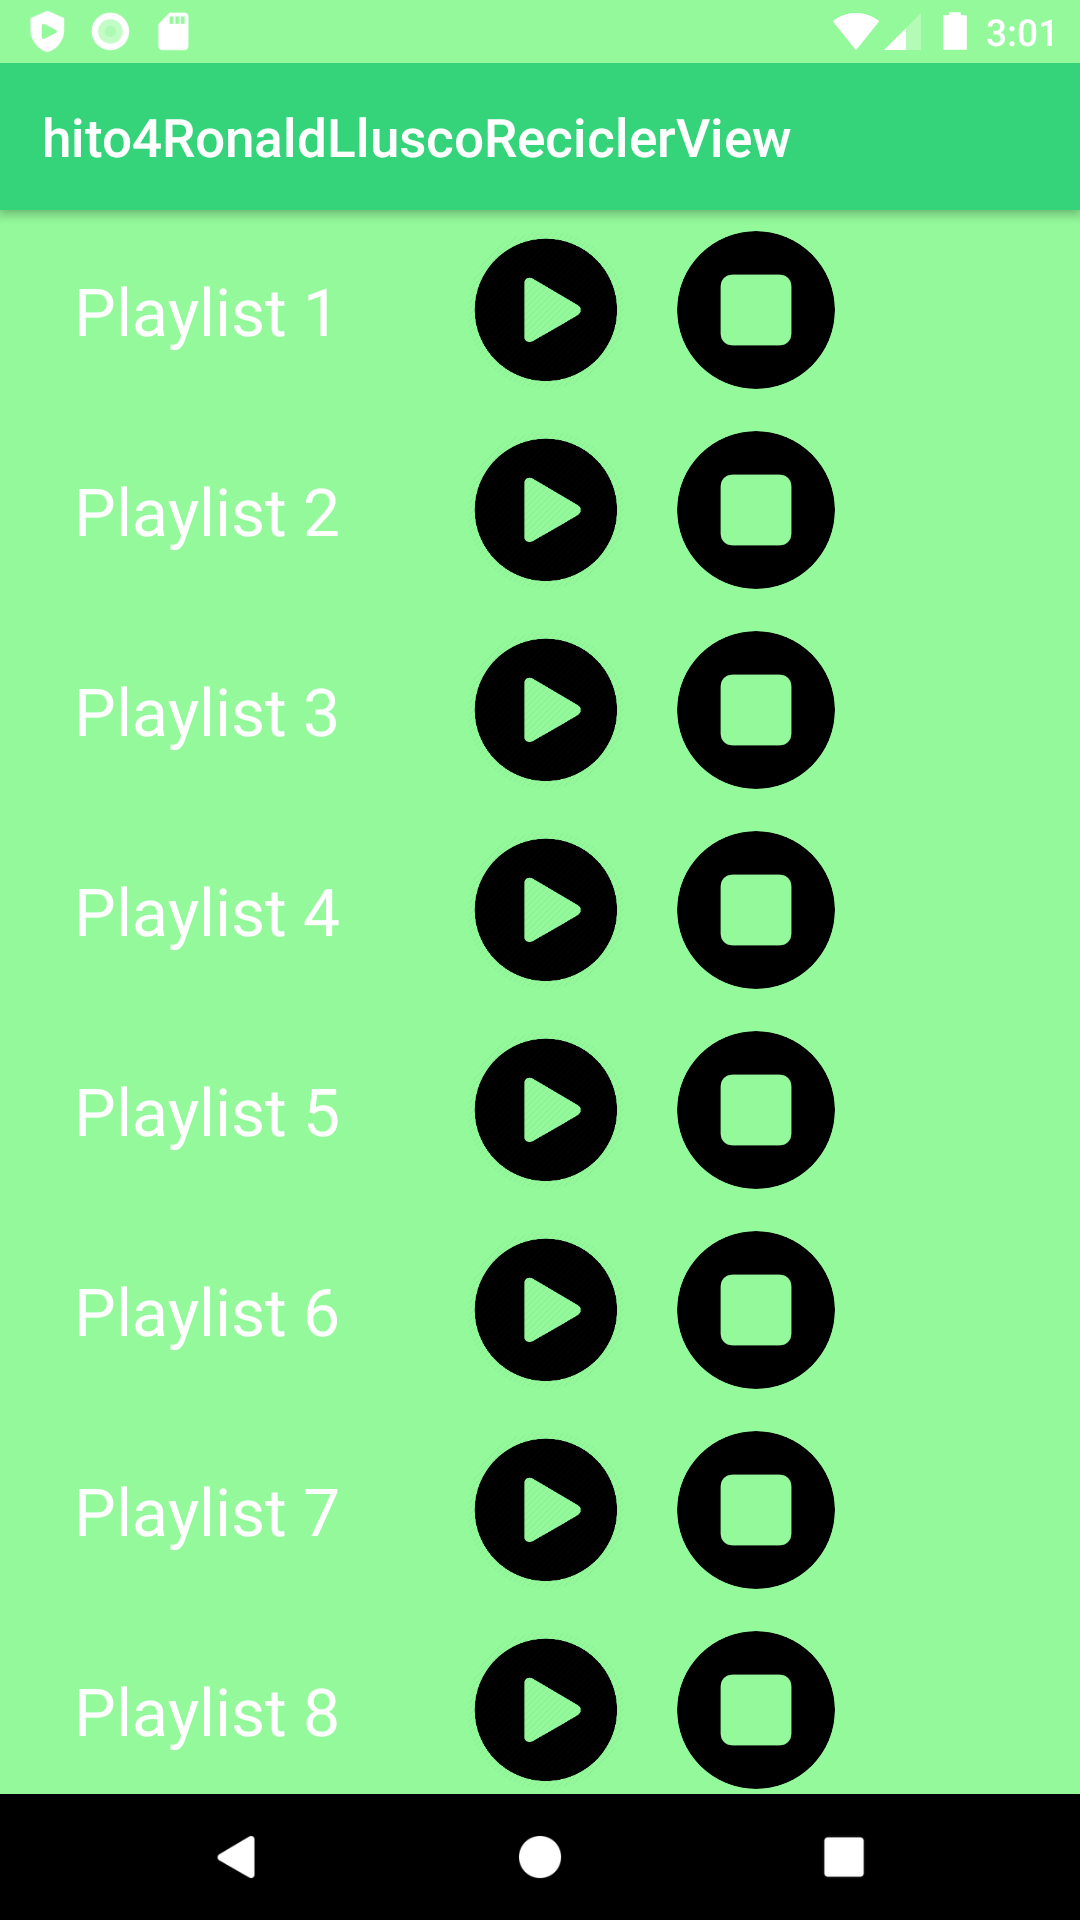 3:01
hito4RonaldLluscoReciclerView
Playlist 1
Playlist 2
Playlist 3
Playlist 4
Playlist 5
Playlist 6
Playlist 7
Playlist 8